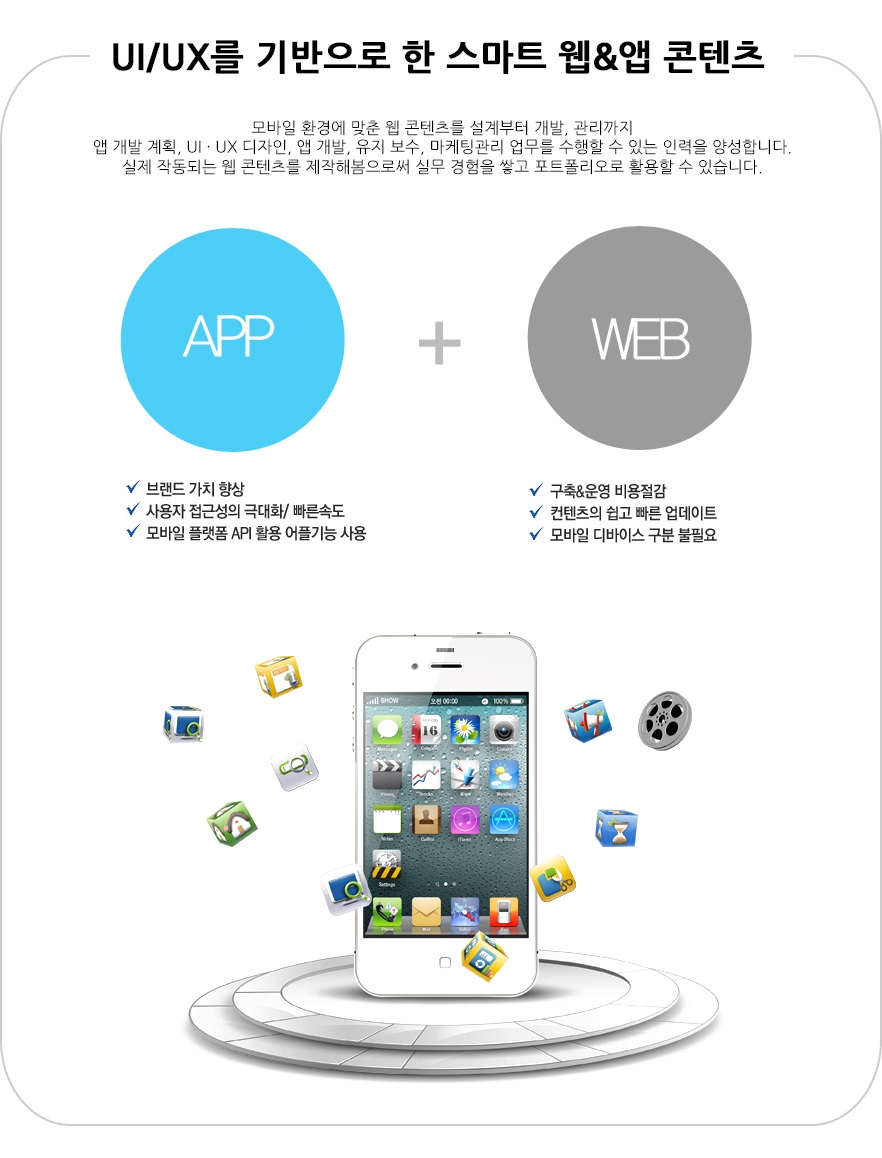 UI/UX를 기반으로 한 스마트 웹&앱 콘텐츠
모바일 환경에 맞춘 웹 콘텐츠를 설계부터 개발, 관리까지
앱 개발 계획, UI · UX 디자인, 앱 개발, 유지 보수, 마케팅관리 업무를 수행할 수 있는 인력을 양성합니다.
실제 작동되는 웹 콘텐츠를 제작해봄으로써 실무 경험을 쌓고 포트폴리오로 활용할 수 있습니다.
APP
+
WEB
브랜드 가치 향상
사용자 접근성의 극대화/ 빠른속도
모바일 플랫폼 API 활용 어플기능 사용
구축&운영 비용절감
컨텐츠의 쉽고 빠른 업데이트
모바일 디바이스 구분 불필요
SHOW 오전 00:00 100%
16
Messages Photos
Notes iTunes App Store
Settings
Phone